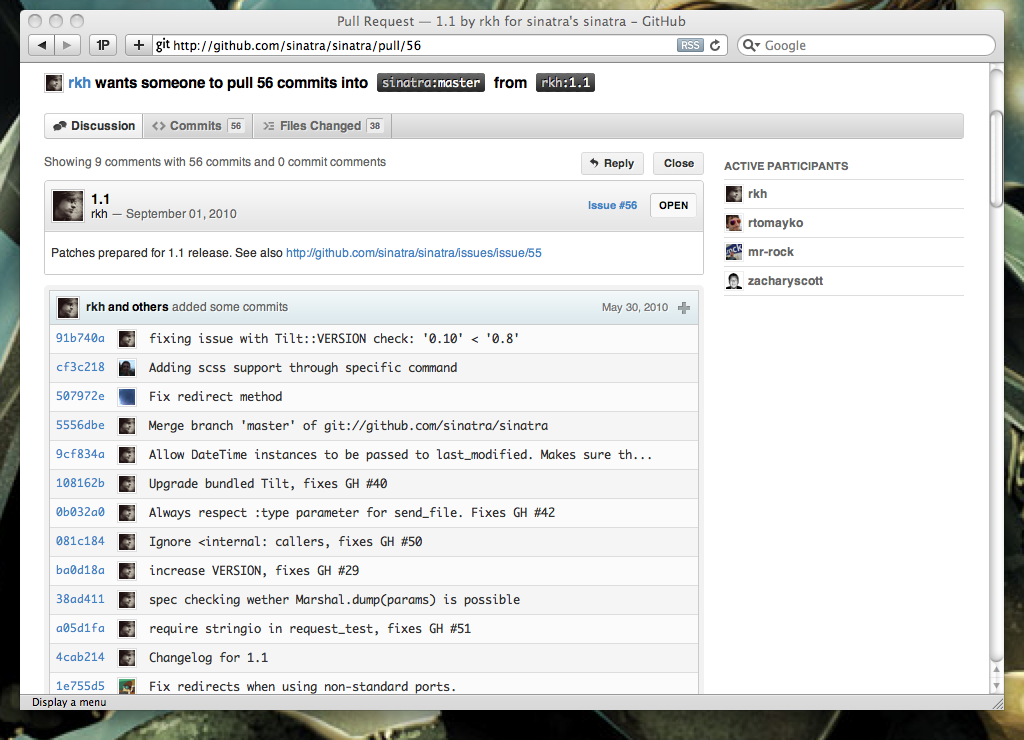 Pull Request — 1.1 by rkh for sinatra's sinatra – GitHub
1P
+
git http://github.com/sinatra/sinatra/pull/56
RSS
Google
rkh wants someone to pull 56 commits into sinatra:master from rkh:1.1
Discussion
Commits 56
Files Changed 38
Showing 9 comments with 56 commits and 0 commit comments
Reply
Close
1.1
rkh — September 01, 2010
Issue #56
OPEN
Patches prepared for 1.1 release. See also http://github.com/sinatra/sinatra/issues/issue/55
rkh and others added some commits
May 30, 2010
91b740a fixing issue with Tilt::VERSION check: '0.10' < '0.8'
cf3c218 Adding scss support through specific command
507972e Fix redirect method
5556dbe Merge branch 'master' of git://github.com/sinatra/sinatra
9cf834a Allow DateTime instances to be passed to last_modified. Makes sure th...
108162b Upgrade bundled Tilt, fixes GH #40
0b032a0 Always respect :type parameter for send_file. Fixes GH #42
081c184 Ignore <internal: callers, fixes GH #50
ba0d18a increase VERSION, fixes GH #29
38ad411 spec checking wether Marshal.dump(params) is possible
a05d1fa require stringio in request_test, fixes GH #51
4cab214 Changelog for 1.1
1e755d5 Fix redirects when using non-standard ports.
ACTIVE PARTICIPANTS
rkh
rtomayko
mr-rock
zacharyscott
Display a menu